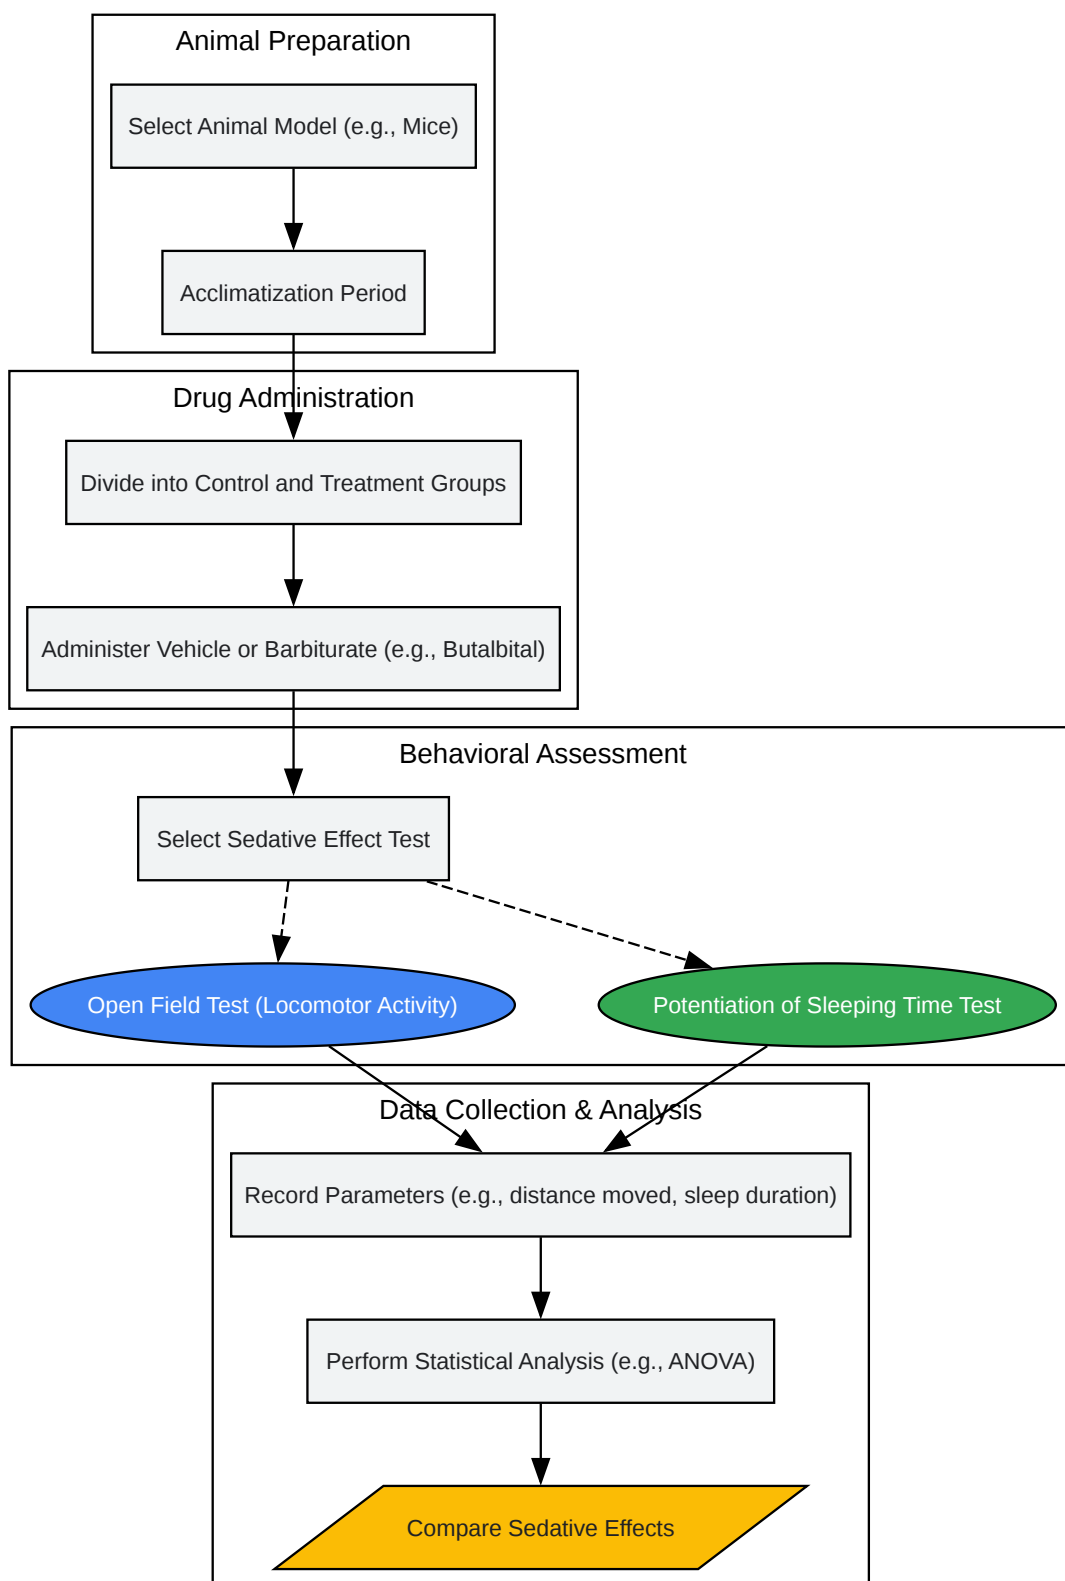 Animal Preparation
Select Animal Model (e.g., Mice)
Acclimatization Period
Drug Administration
Divide into Control and Treatment Groups
Administer Vehicle or Barbiturate (e.g., Butalbital)
Behavioral Assessment
Select Sedative Effect Test
Open Field Test (Locomotor Activity)
Potentiation of Sleeping Time Test
Data Collection & Analysis
Record Parameters (e.g., distance moved, sleep duration)
Perform Statistical Analysis (e.g., ANOVA)
Compare Sedative Effects